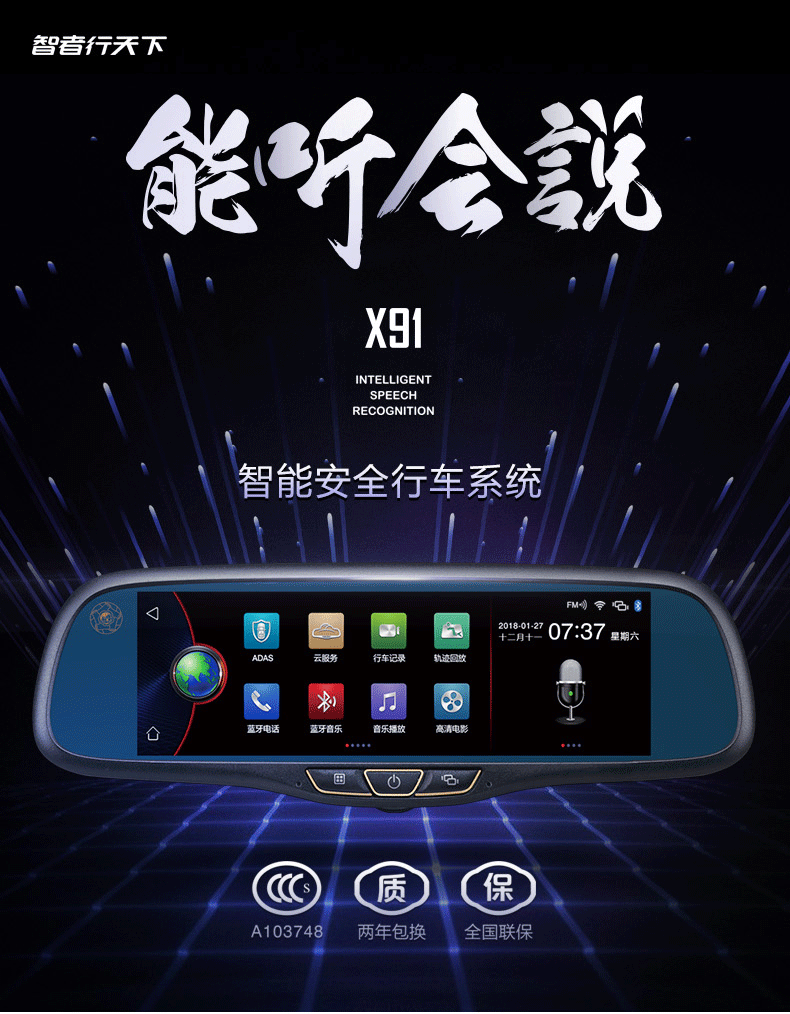 智者行天下
能听会説
X91
INTELLIGENT
SPEECH
RECOGNITION
智能安全行车系统
FM
2018-01-27
十二月十一
07:37
星期六
ADAS
云服务
行车记录
轨迹回放
蓝牙电话
蓝牙音乐
音乐播放
高清电影
CCC S
质
保
A103748
两年包换
全国联保